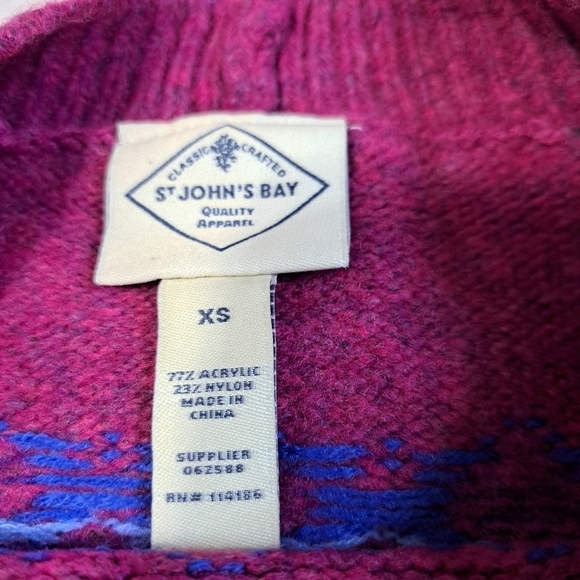 CLASSIC CRAFTED
ST JOHN'S BAY
QUALITY
APPAREL
XS
77% ACRYLIC
23% NYLON
MADE IN
CHINA
SUPPLIER
062588
RN# 114186